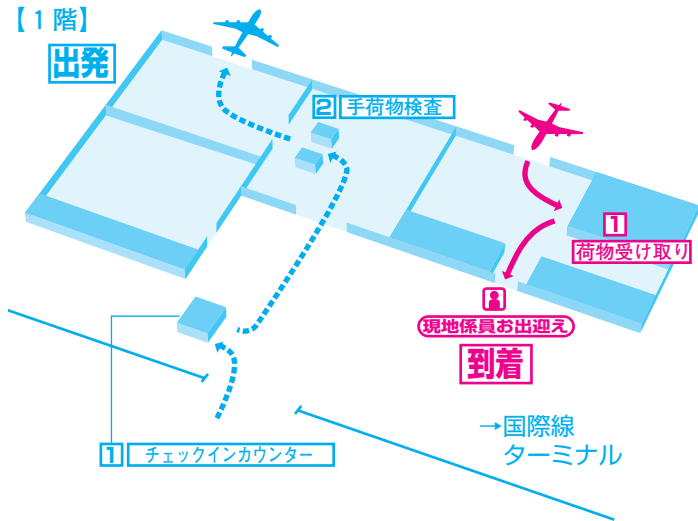 【1階】
出発
2 手荷物検査
1
荷物受け取り
現地係員お出迎え
到着
→国際線
ターミナル
1 チェックインカウンター